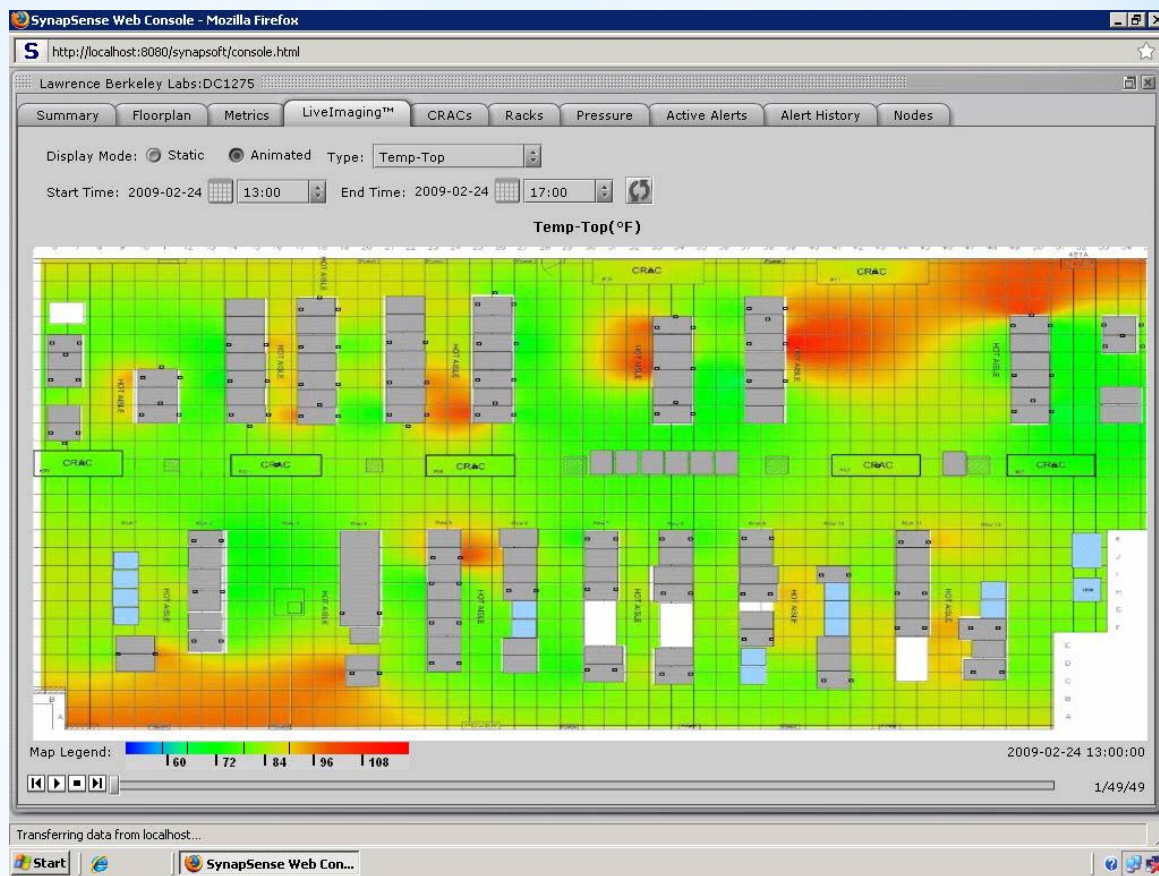 SynapSense Web Console - Mozilla Firefox
S http://localhost:8080/synapsoft/console.html
Lawrence Berkeley Labs:DC1275
Summary Floorplan Metrics LiveImaging™ CRACs Racks Pressure Active Alerts Alert History Nodes
Display Mode: Static Animated Type: Temp-Top
Start Time: 2009-02-24 13:00 End Time: 2009-02-24 17:00
Temp-Top(°F)
CRAC CRAC
HOT AISLE HOT AISLE HOT AISLE HOT AISLE HOT AISLE HOT AISLE HOT AISLE
CRAC CRAC CRAC CRAC CRAC
HOT AISLE HOT AISLE HOT AISLE HOT AISLE HOT AISLE HOT AISLE
E
D
C
B
A
B
A
Map Legend: 60 72 84 96 108 2009-02-24 13:00:00
1/49/49
Transferring data from localhost...
Start SynapSense Web Con...